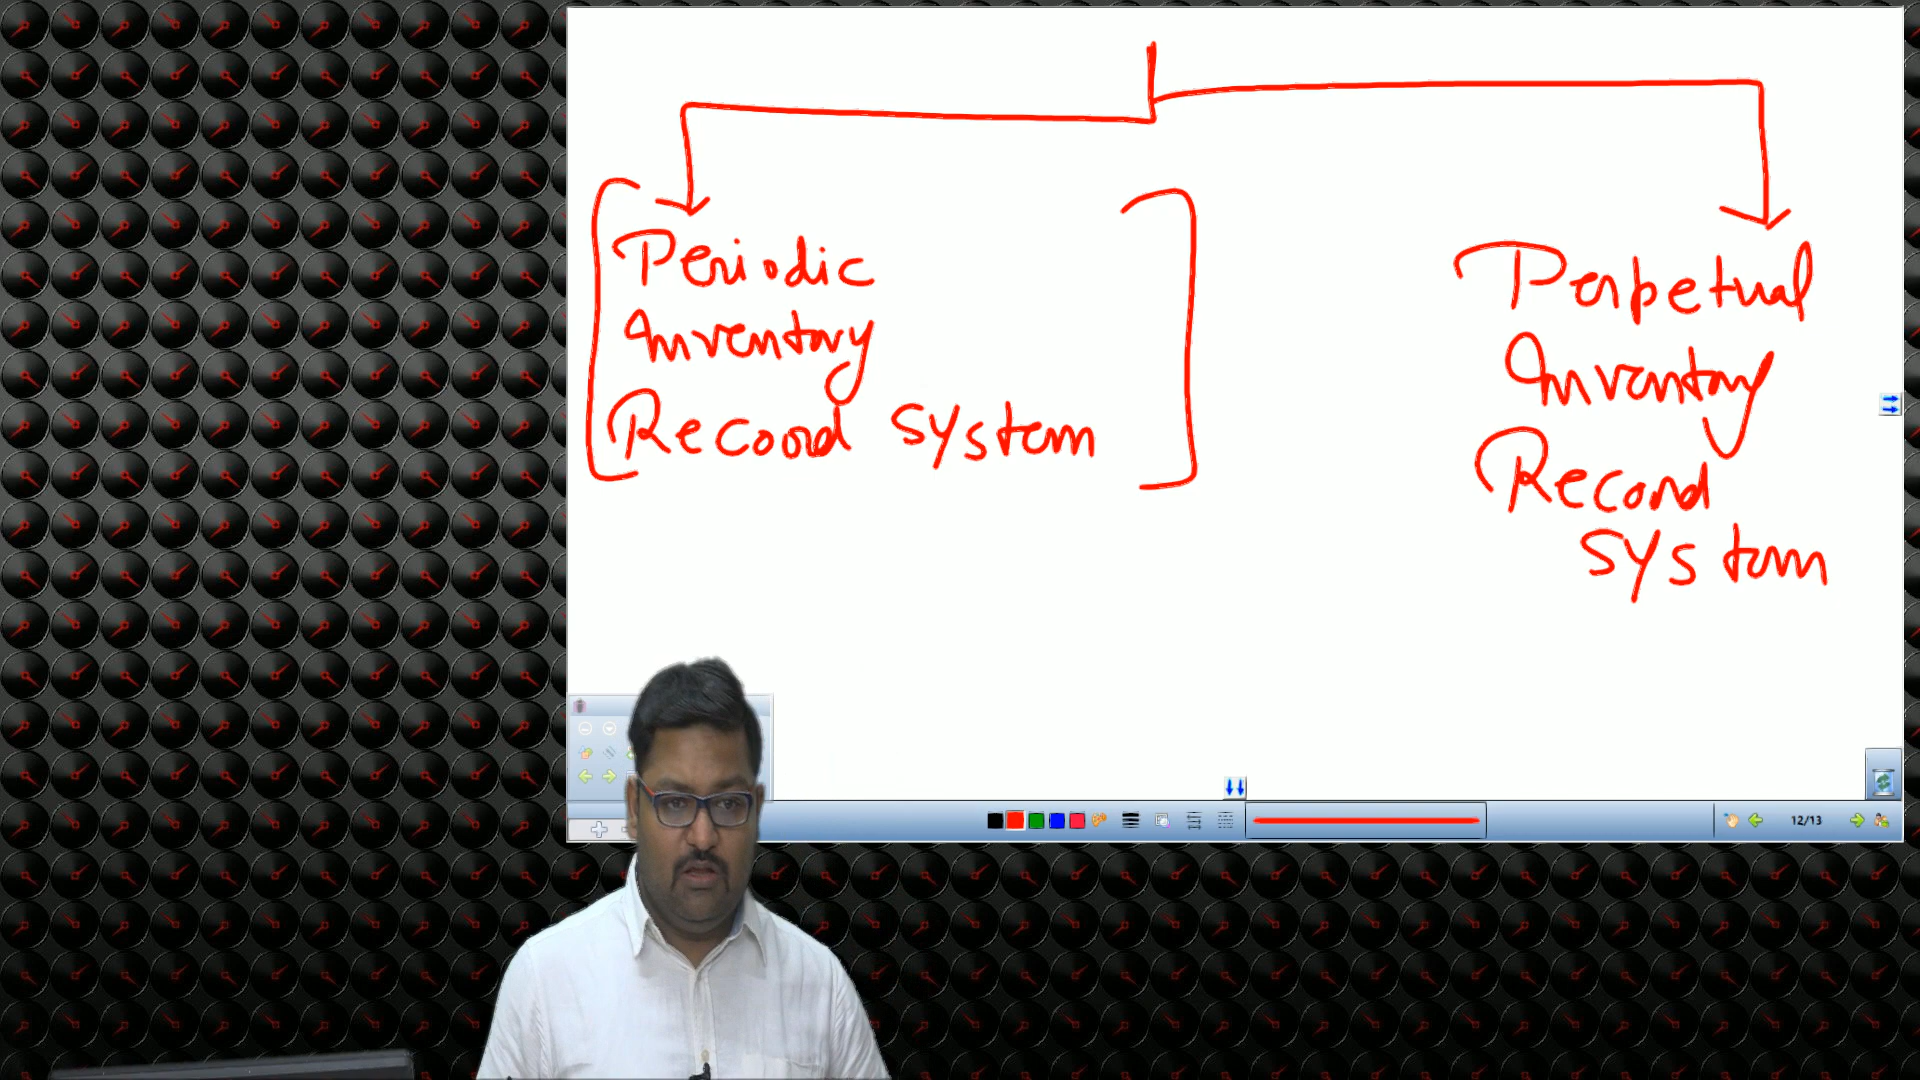 Periodic
Inventory
Record System
Perpetual
Inventory
Record
System
12/13